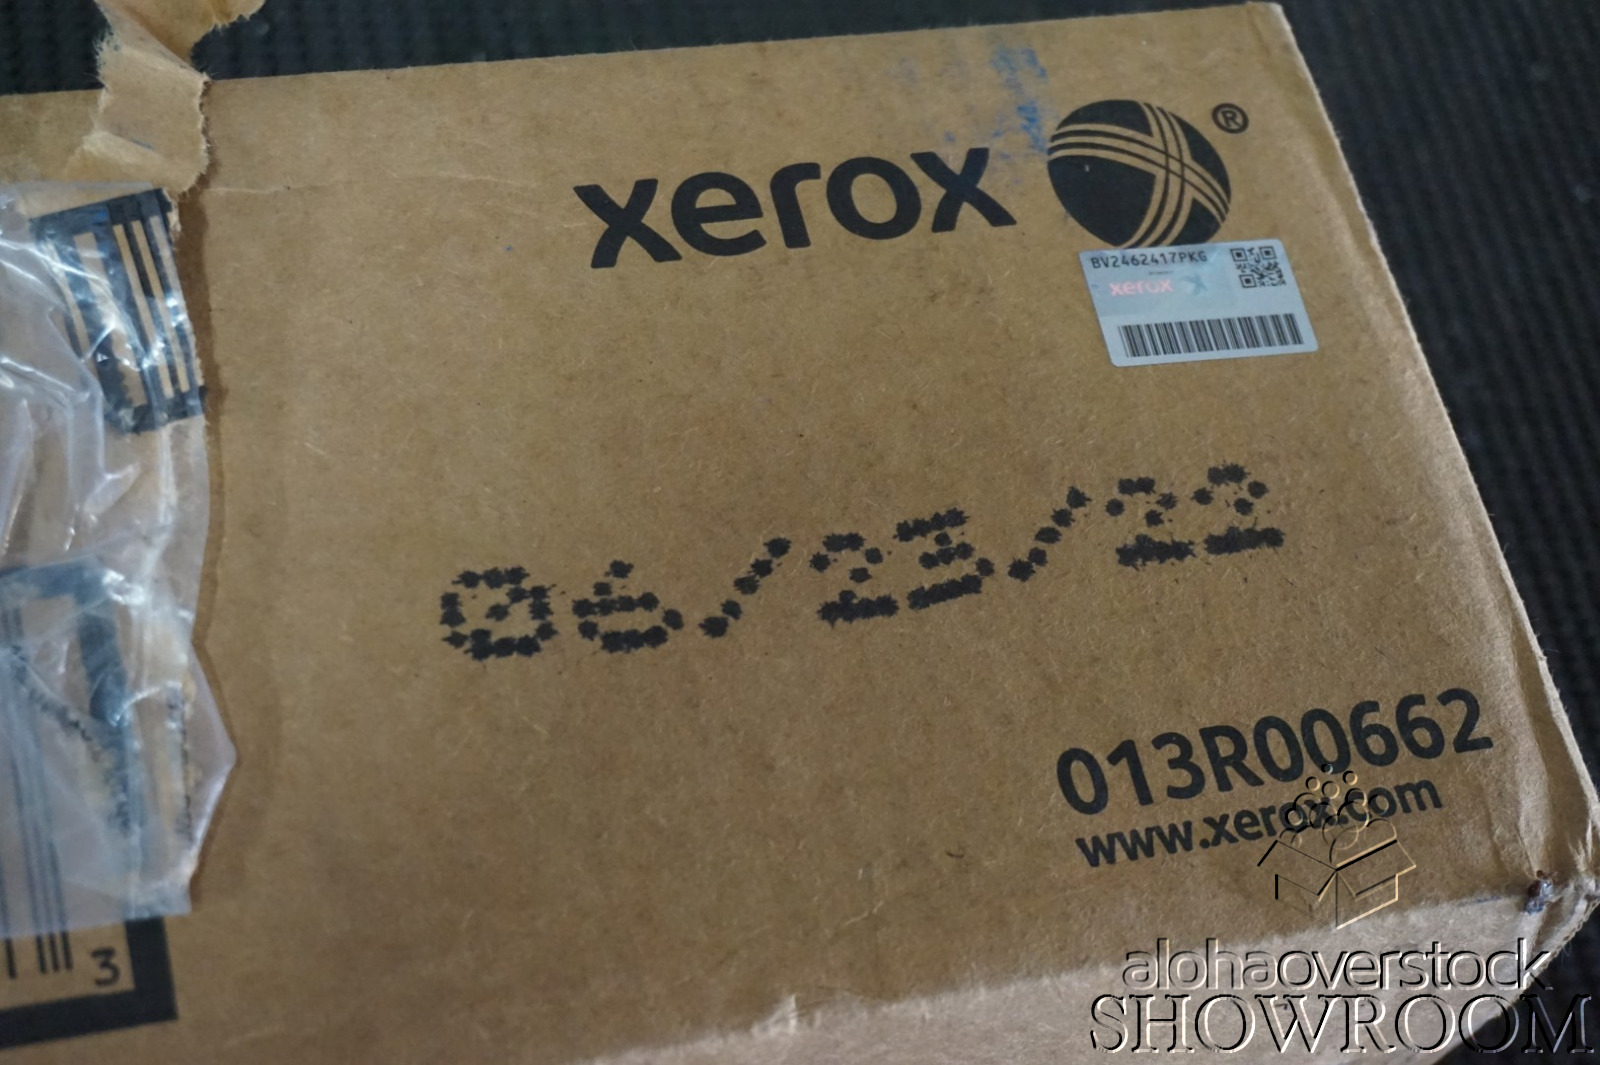 xerox ®
BV2462417PKG
xerox
06/23/22
013R00662
www.xerox.com
3
alohaoverstock
SHOWROOM